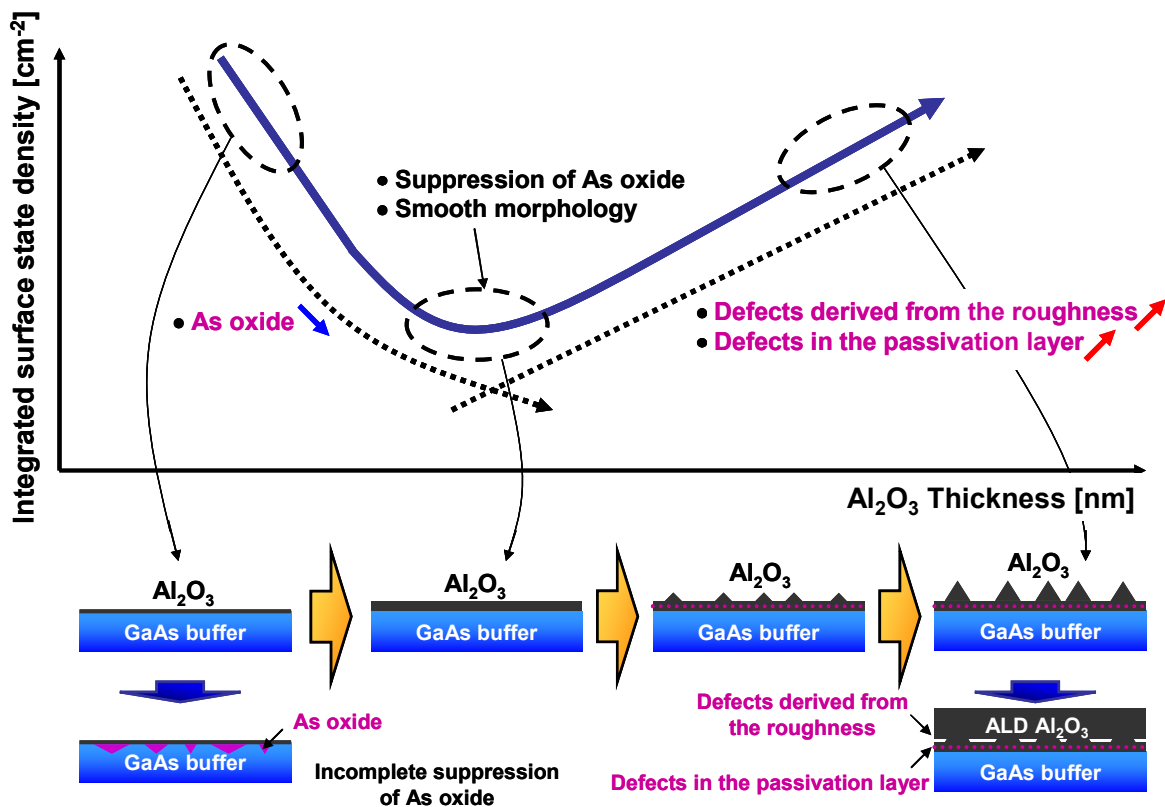 Integrated surface state density [cm⁻²]
• Suppression of As oxide
• Smooth morphology
• As oxide
• Defects derived from the roughness
• Defects in the passivation layer
Al₂O₃ Thickness [nm]
Al₂O₃
GaAs buffer
Al₂O₃
GaAs buffer
Al₂O₃
GaAs buffer
Al₂O₃
GaAs buffer
As oxide
Incomplete suppression
of As oxide
Defects derived from
the roughness
Defects in the passivation layer
ALD Al₂O₃
GaAs buffer